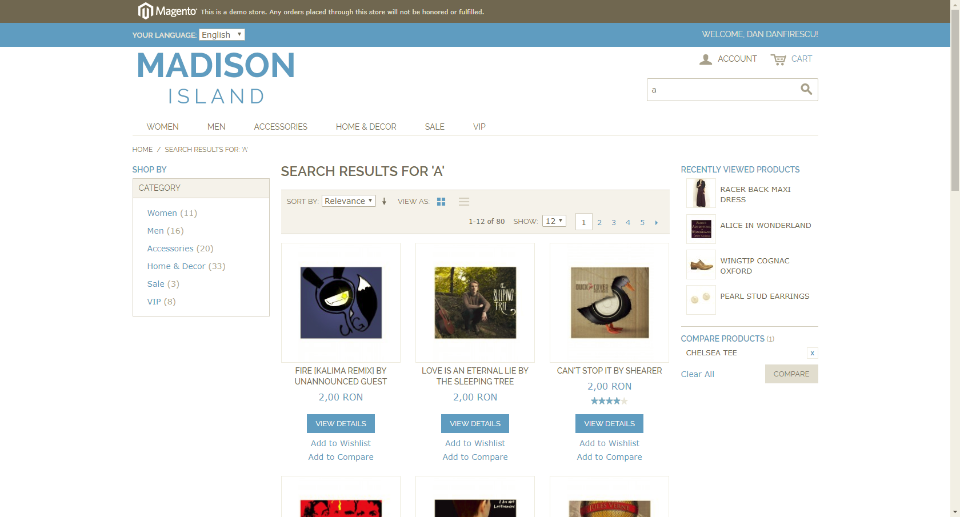 Magento This is a demo store. Any orders placed through this store will not be honored or fulfilled.
YOUR LANGUAGE: English
WELCOME, DAN DANFIRESCU!
MADISON
ISLAND
ACCOUNT
CART
a
WOMEN
MEN
ACCESSORIES
HOME & DECOR
SALE
VIP
HOME / SEARCH RESULTS FOR: 'A'
SHOP BY
CATEGORY
Women (11)
Men (16)
Accessories (20)
Home & Decor (33)
Sale (3)
VIP (8)
SEARCH RESULTS FOR 'A'
SORT BY: Relevance
VIEW AS:
1-12 of 80 SHOW: 12 1 2 3 4 5
FIRE [KALIMA REMIX] BY
UNANNOUNCED GUEST
2,00 RON
VIEW DETAILS
Add to Wishlist
Add to Compare
THE
SLEEPING
TREE
LOVE IS AN ETERNAL LIE BY
THE SLEEPING TREE
2,00 RON
VIEW DETAILS
Add to Wishlist
Add to Compare
CAN'T STOP IT BY SHEARER
2,00 RON
VIEW DETAILS
Add to Wishlist
Add to Compare
RECENTLY VIEWED PRODUCTS
RACER BACK MAXI
DRESS
ALICE IN WONDERLAND
WINGTIP COGNAC
OXFORD
PEARL STUD EARRINGS
COMPARE PRODUCTS (1)
CHELSEA TEE
x
Clear All
COMPARE